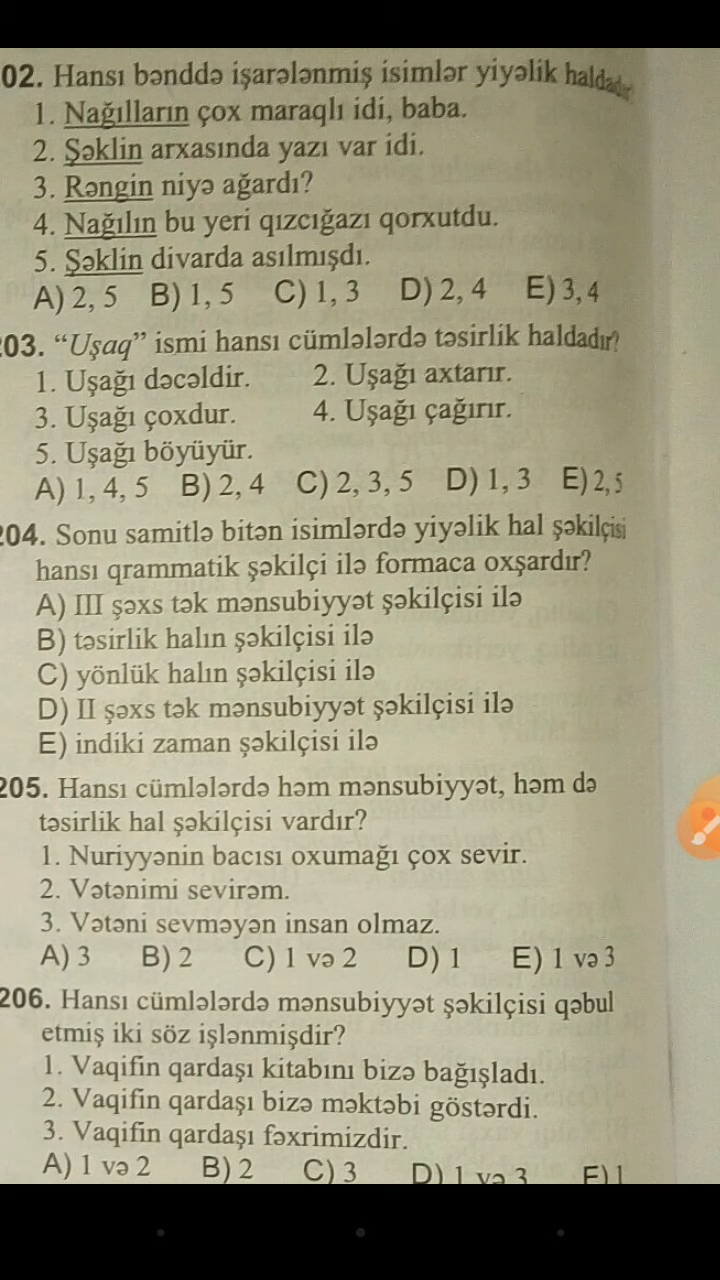 02. Hansı bənddə işarələnmiş isimlər yiyəlik haldadır
1. Nağılların çox maraqlı idi, baba.
2. Şəklin arxasında yazı var idi.
3. Rəngin niyə ağardı?
4. Nağılın bu yeri qızcığazı qorxutdu.
5. Şəklin divarda asılmışdı.
A) 2, 5 B) 1, 5 C) 1, 3 D) 2, 4 E) 3, 4
203. “Uşaq” ismi hansı cümlələrdə təsirlik haldadır?
1. Uşağı dəcəldir. 2. Uşağı axtarır.
3. Uşağı çoxdur. 4. Uşağı çağırır.
5. Uşağı böyüyür.
A) 1, 4, 5 B) 2, 4 C) 2, 3, 5 D) 1, 3 E) 2, 5
204. Sonu samitlə bitən isimlərdə yiyəlik hal şəkilçisi
hansı qrammatik şəkilçi ilə formaca oxşardır?
A) III şəxs tək mənsubiyyət şəkilçisi ilə
B) təsirlik halın şəkilçisi ilə
C) yönlük halın şəkilçisi ilə
D) II şəxs tək mənsubiyyət şəkilçisi ilə
E) indiki zaman şəkilçisi ilə
205. Hansı cümlələrdə həm mənsubiyyət, həm də
təsirlik hal şəkilçisi vardır?
1. Nuriyyənin bacısı oxumağı çox sevir.
2. Vətənimi sevirəm.
3. Vətəni sevməyən insan olmaz.
A) 3 B) 2 C) 1 və 2 D) 1 E) 1 və 3
206. Hansı cümlələrdə mənsubiyyət şəkilçisi qəbul
etmiş iki söz işlənmişdir?
1. Vaqifin qardaşı kitabını bizə bağışladı.
2. Vaqifin qardaşı bizə məktəbi göstərdi.
3. Vaqifin qardaşı fəxrimizdir.
A) 1 və 2 B) 2 C) 3 D) 1 və 3 E) 1